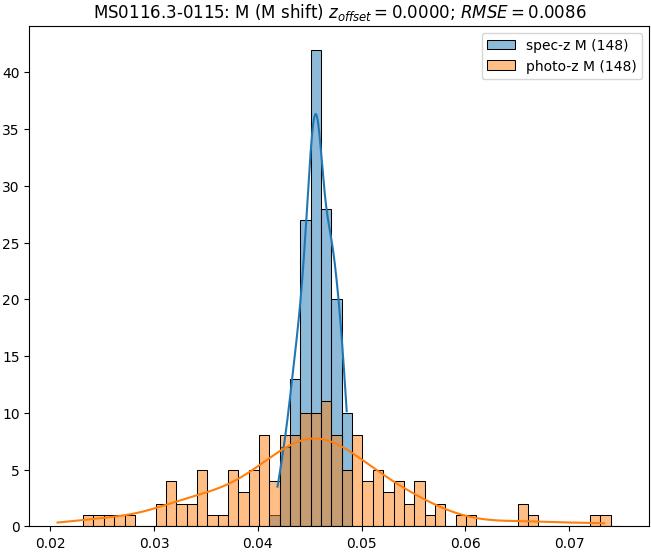 MS0116.3-0115: M (M shift) z_offset = 0.0000; RMSE = 0.0086
spec-z M (148)
photo-z M (148)
40
35
30
25
20
15
10
5
0
0.02 0.03 0.04 0.05 0.06 0.07